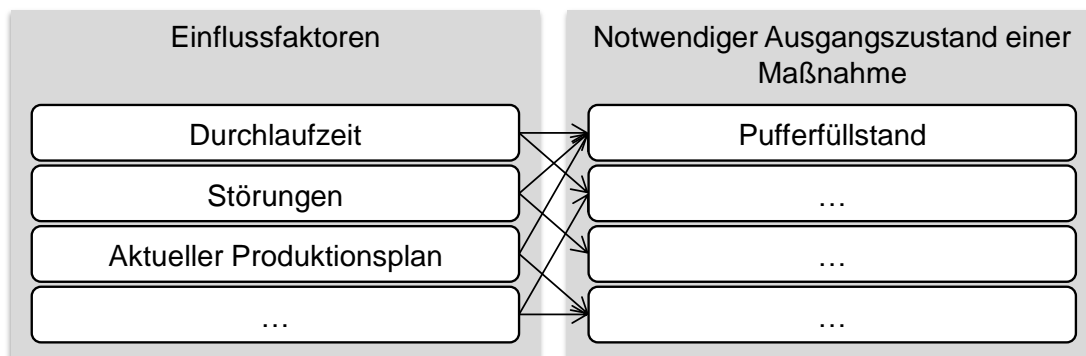 Einflussfaktoren
Durchlaufzeit
Störungen
Aktueller Produktionsplan
…
Notwendiger Ausgangszustand einer
Maßnahme
Pufferfüllstand
…
…
…